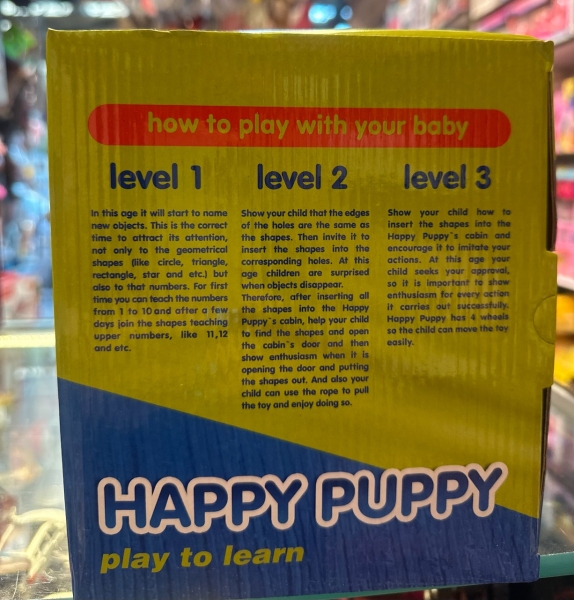 how to play with your baby
level 1
In this age it will start to name
new objects. This is the correct
time to attract its attention,
not only to the geometrical
shapes (like circle, triangle,
rectangle, star and etc.) but
also to that numbers. For first
time you can teach the numbers
from 1 to 10 and after a few
days join the shapes teaching
upper numbers, like 11,12
and etc.
level 2
Show your child that the edges
of the holes are the same as
the shapes. Then invite it to
insert the shapes into the
corresponding holes. At this
age children are surprised
when objects disappear.
Therefore, after inserting all
the shapes into the Happy
Puppy`s cabin, help your child
to find the shapes and open
the cabin`s door and then
show enthusiasm when it is
opening the door and putting
the shapes out. And also your
child can use the rope to pull
the toy and enjoy doing so.
level 3
Show your child how to
insert the shapes into the
Happy Puppy`s cabin and
encourage it to imitate your
actions. At this age your
child seeks your approval,
so it is important to show
enthusiasm for every action
it carries out successfully.
Happy Puppy has 4 wheels
so the child can move the toy
easily.
HAPPY PUPPY
play to learn